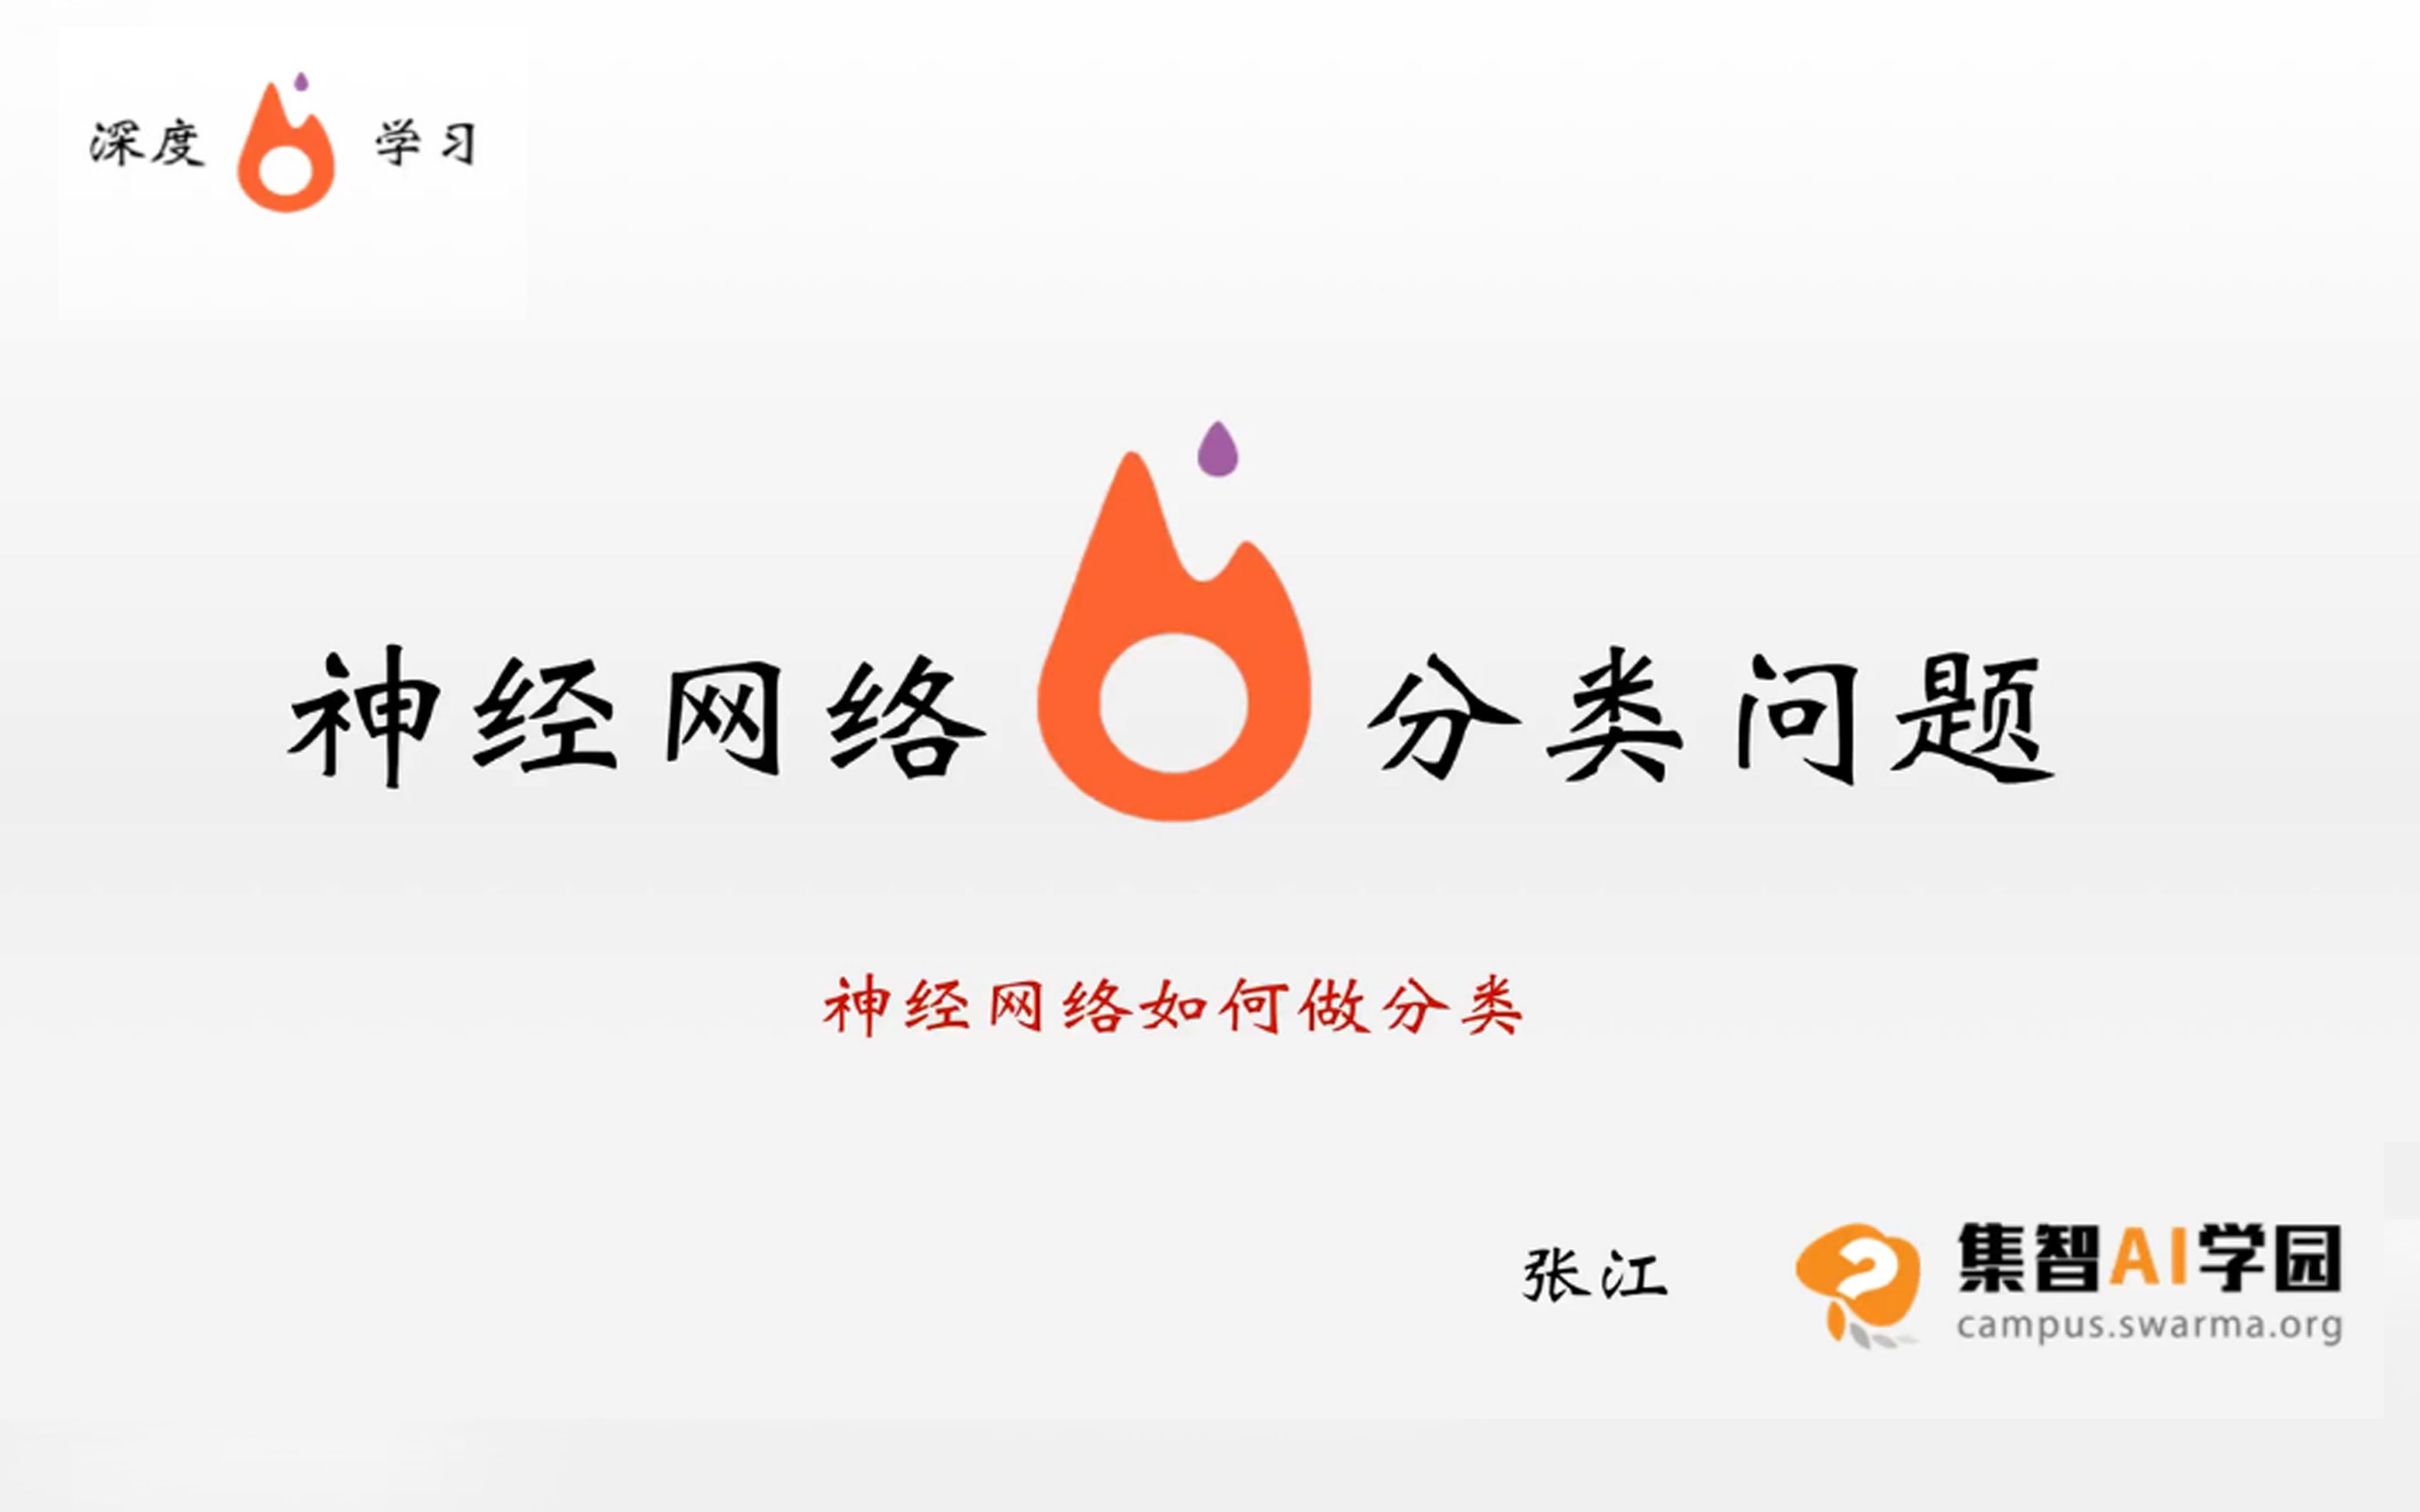 深度 学习
神经网络 分类问题
神经网络如何做分类
张江
集智AI学园
campus.swarma.org